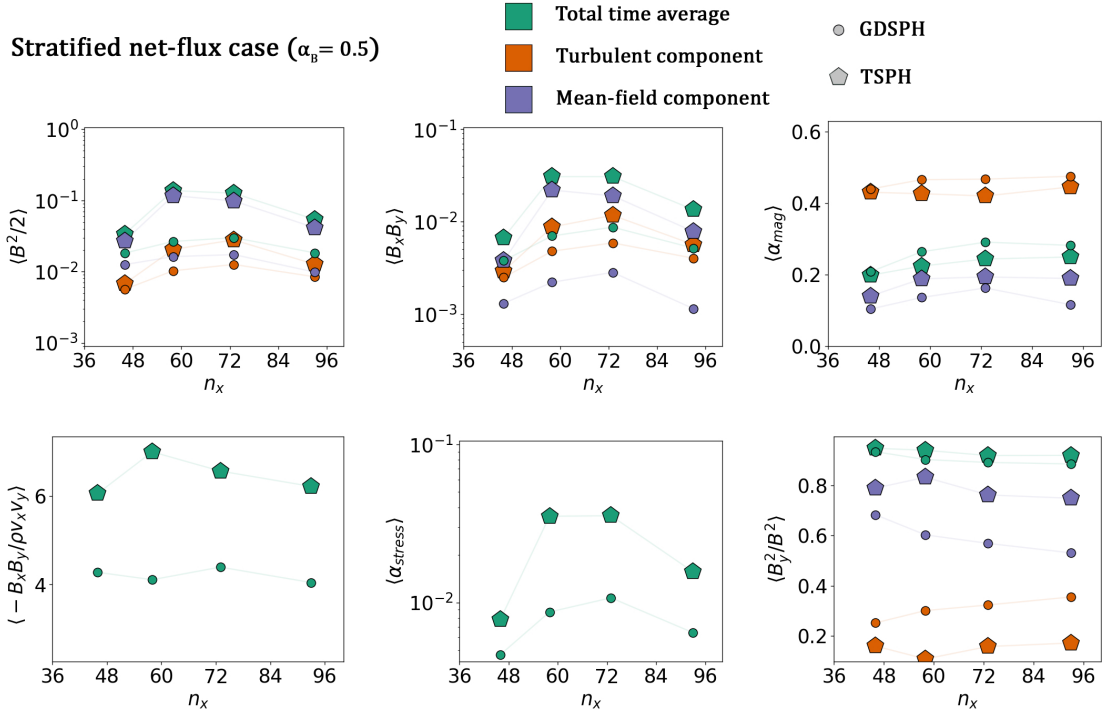 Stratified net-flux case (α_B = 0.5)
Total time average
Turbulent component
Mean-field component
GDSPH
TSPH
⟨B²/2⟩
10⁰
10⁻¹
10⁻²
10⁻³
36 48 60 72 84 96
n_x
⟨B_xB_y⟩
10⁻¹
10⁻²
10⁻³
36 48 60 72 84 96
n_x
⟨α_mag⟩
0.6
0.4
0.2
0.0
36 48 60 72 84 96
n_x
⟨ − B_xB_y/ρv_xv_y⟩
6
4
36 48 60 72 84 96
n_x
⟨α_stress⟩
10⁻¹
10⁻²
36 48 60 72 84 96
n_x
⟨B_y²/B²⟩
0.8
0.6
0.4
0.2
36 48 60 72 84 96
n_x